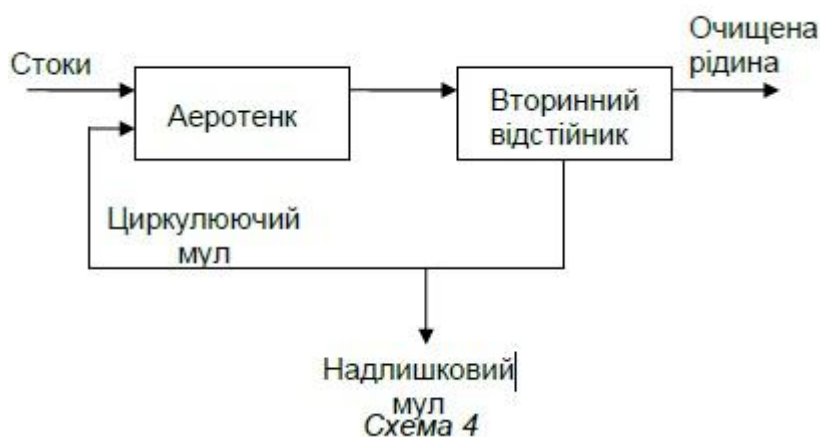 Стоки
Очищена
рідина
Аеротенк
Вторинний
відстійник
Циркулюючий
мул
Надлишковий
мул
Схема 4